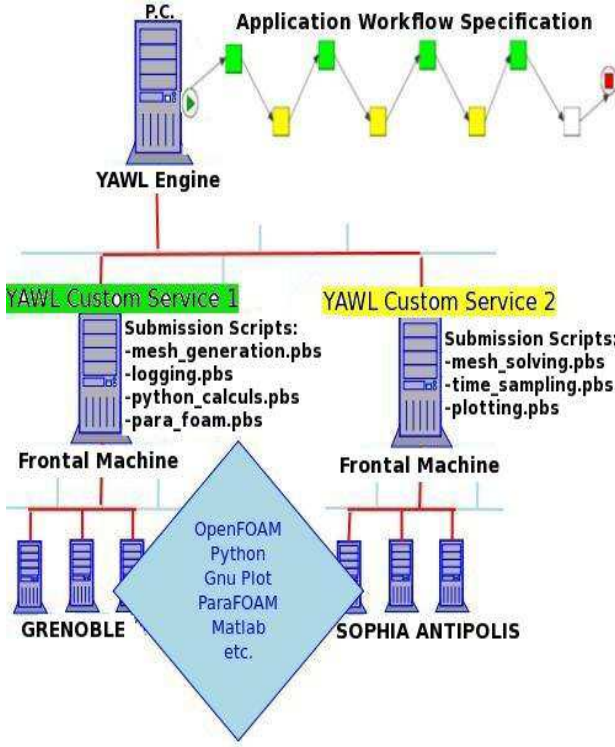 P.C.
Application Workflow Specification
YAWL Engine
YAWL Custom Service 1
Submission Scripts:
-mesh_generation.pbs
-logging.pbs
-python_calculs.pbs
-para_foam.pbs
Frontal Machine
YAWL Custom Service 2
Submission Scripts:
-mesh_solving.pbs
-time_sampling.pbs
-plotting.pbs
Frontal Machine
OpenFOAM
Python
Gnu Plot
ParaFOAM
Matlab
etc.
GRENOBLE
SOPHIA ANTIPOLIS